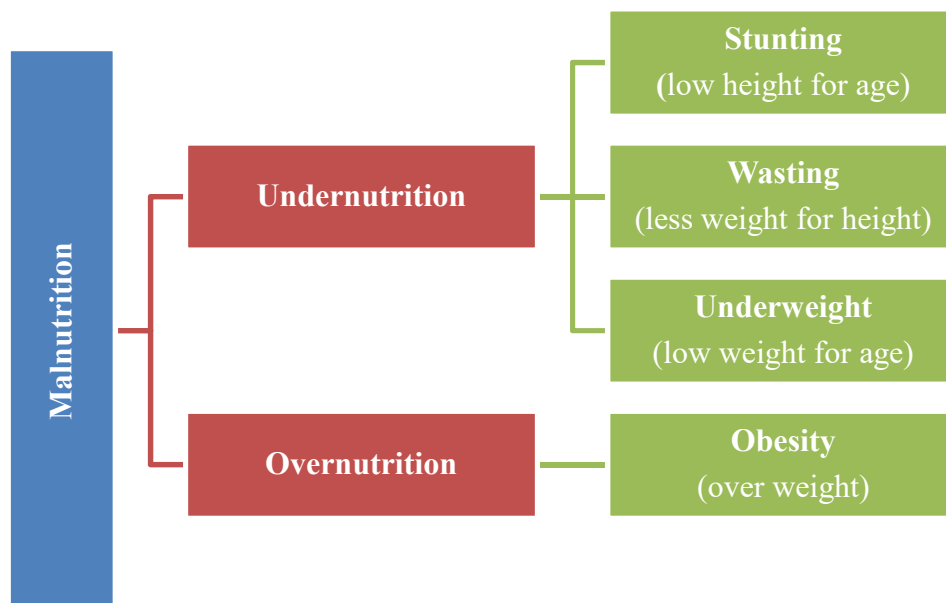 Malnutrition
Undernutrition
Stunting
(low height for age)
Wasting
(less weight for height)
Underweight
(low weight for age)
Overnutrition
Obesity
(over weight)